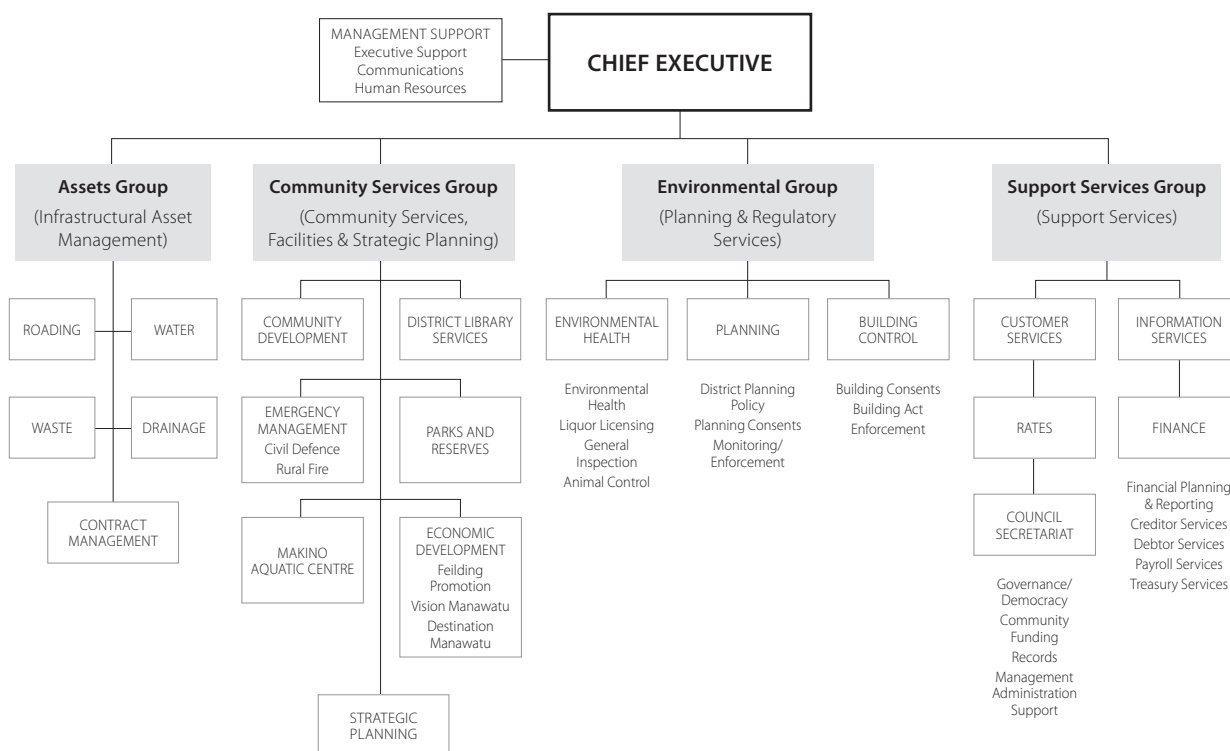 MANAGEMENT SUPPORT
Executive Support
Communications
Human Resources
CHIEF EXECUTIVE
Assets Group
(Infrastructural Asset
Management)
Community Services Group
(Community Services,
Facilities & Strategic Planning)
Environmental Group
(Planning & Regulatory
Services)
Support Services Group
(Support Services)
ROADING
WATER
WASTE
DRAINAGE
CONTRACT
MANAGEMENT
COMMUNITY
DEVELOPMENT
DISTRICT LIBRARY
SERVICES
EMERGENCY
MANAGEMENT
Civil Defence
Rural Fire
PARKS AND
RESERVES
MAKINO
AQUATIC CENTRE
ECONOMIC
DEVELOPMENT
Feilding
Promotion
Vision Manawatu
Destination
Manawatu
STRATEGIC
PLANNING
ENVIRONMENTAL
HEALTH
Environmental
Health
Liquor Licensing
General
Inspection
Animal Control
PLANNING
District Planning
Policy
Planning Consents
Monitoring/
Enforcement
BUILDING
CONTROL
Building Consents
Building Act
Enforcement
CUSTOMER
SERVICES
RATES
COUNCIL
SECRETARIAT
Governance/
Democracy
Community
Funding
Records
Management
Administration
Support
INFORMATION
SERVICES
FINANCE
Financial Planning
& Reporting
Creditor Services
Debtor Services
Payroll Services
Treasury Services